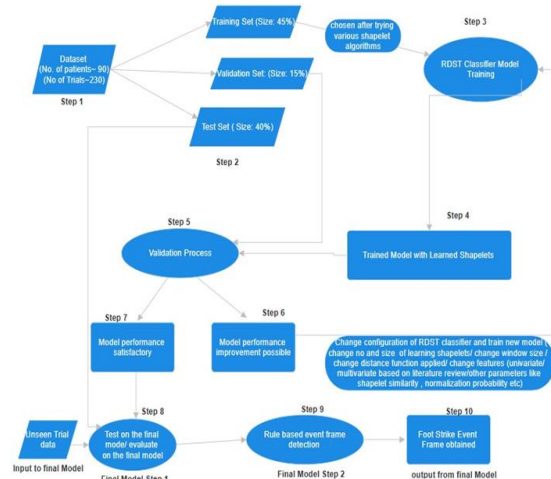 Training Set (Size: 45%)
chosen after trying
various shapelet
algorithms
Step 3
Dataset
(No. of patients~ 90)
(No of Trials~230)
Step 1
Validation Set: (Size: 15%)
RDST Classifier Model
Training
Test Set ( Size: 40%)
Step 2
Step 4
Step 5
Validation Process
Trained Model with Learned Shapelets
Step 7
Step 6
Model performance
satisfactory
Model performance
improvement possible
Change configuration of RDST classifier and train new model (
change no and size of learning shapelets/ change window size /
change distance function applied/ change features (univariate/
multivariate based on literature review/other parameters like
shapelet similarity , normalization probability etc)
Step 8
Step 9
Step 10
Unseen Trial
data
Test on the final
mode/ evaluate
on the final model
Rule based event frame
detection
Foot Strike Event
Frame obtained
Input to final Model
Final Model Step 1
Final Model Step 2
output from final Model